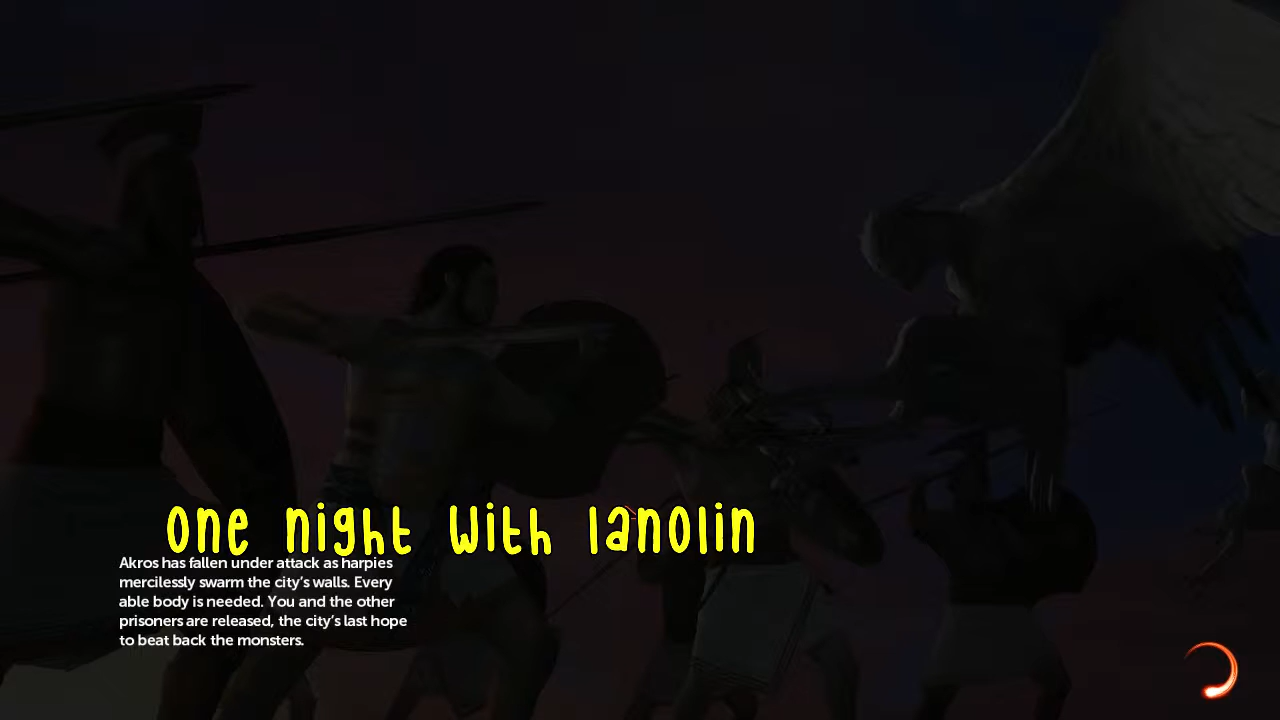 One night with lanOlin
Akros has fallen under attack as harpies
mercilessly swarm the city's walls. Every
able body is needed. You and the other
prisoners are released, the city's last hope
to beat back the monsters.